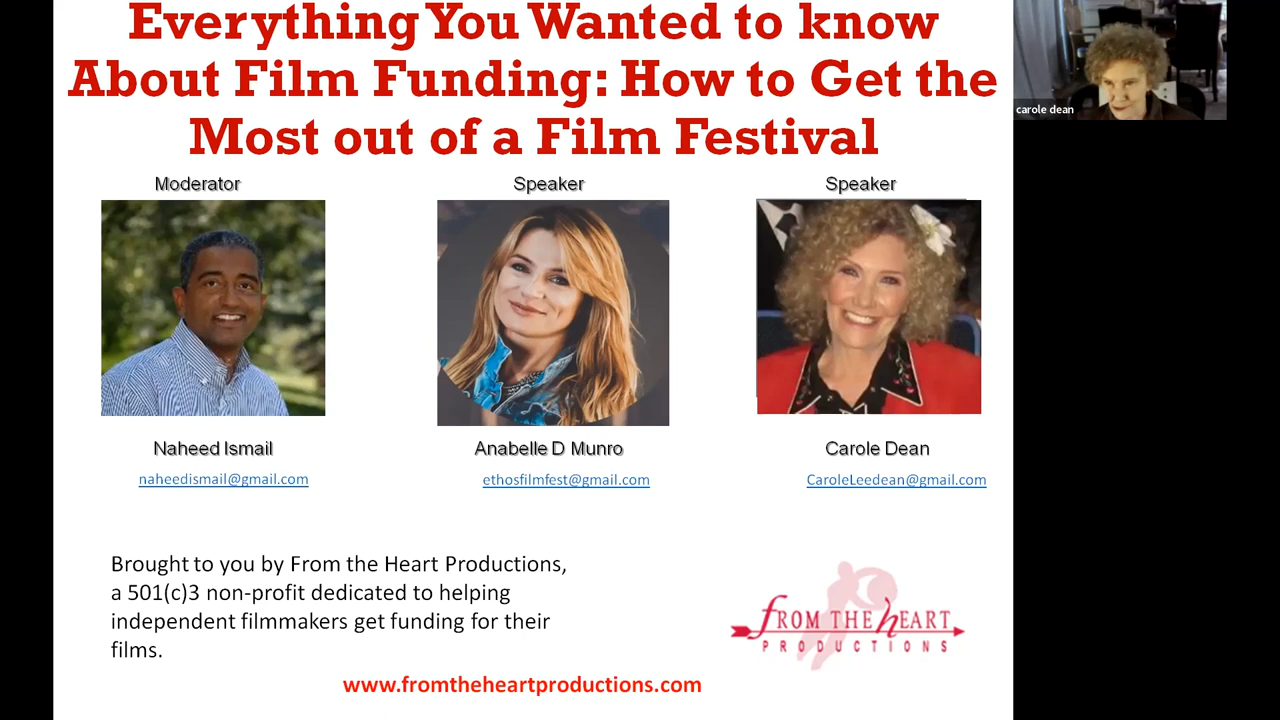 Everything You Wanted to know
About Film Funding: How to Get the
Most out of a Film Festival
carole dean
Moderator
Speaker
Speaker
Naheed Ismail
Anabelle D Munro
Carole Dean
naheedismail@gmail.com
ethosfilmfest@gmail.com
CaroleLeedean@gmail.com
Brought to you by From the Heart Productions,
a 501(c)3 non-profit dedicated to helping
independent filmmakers get funding for their
films.
fROM THE hEART
PRODUCTIONS
www.fromtheheartproductions.com